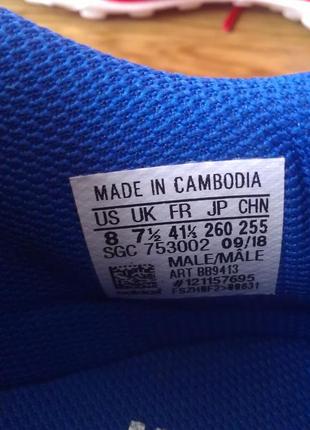 MADE IN CAMBODIA
US UK FR JP CHN
8 7½ 41⅓ 260 255
SGC 753002 09/18
MALE/MÂLE
ART BB9413
#121157695